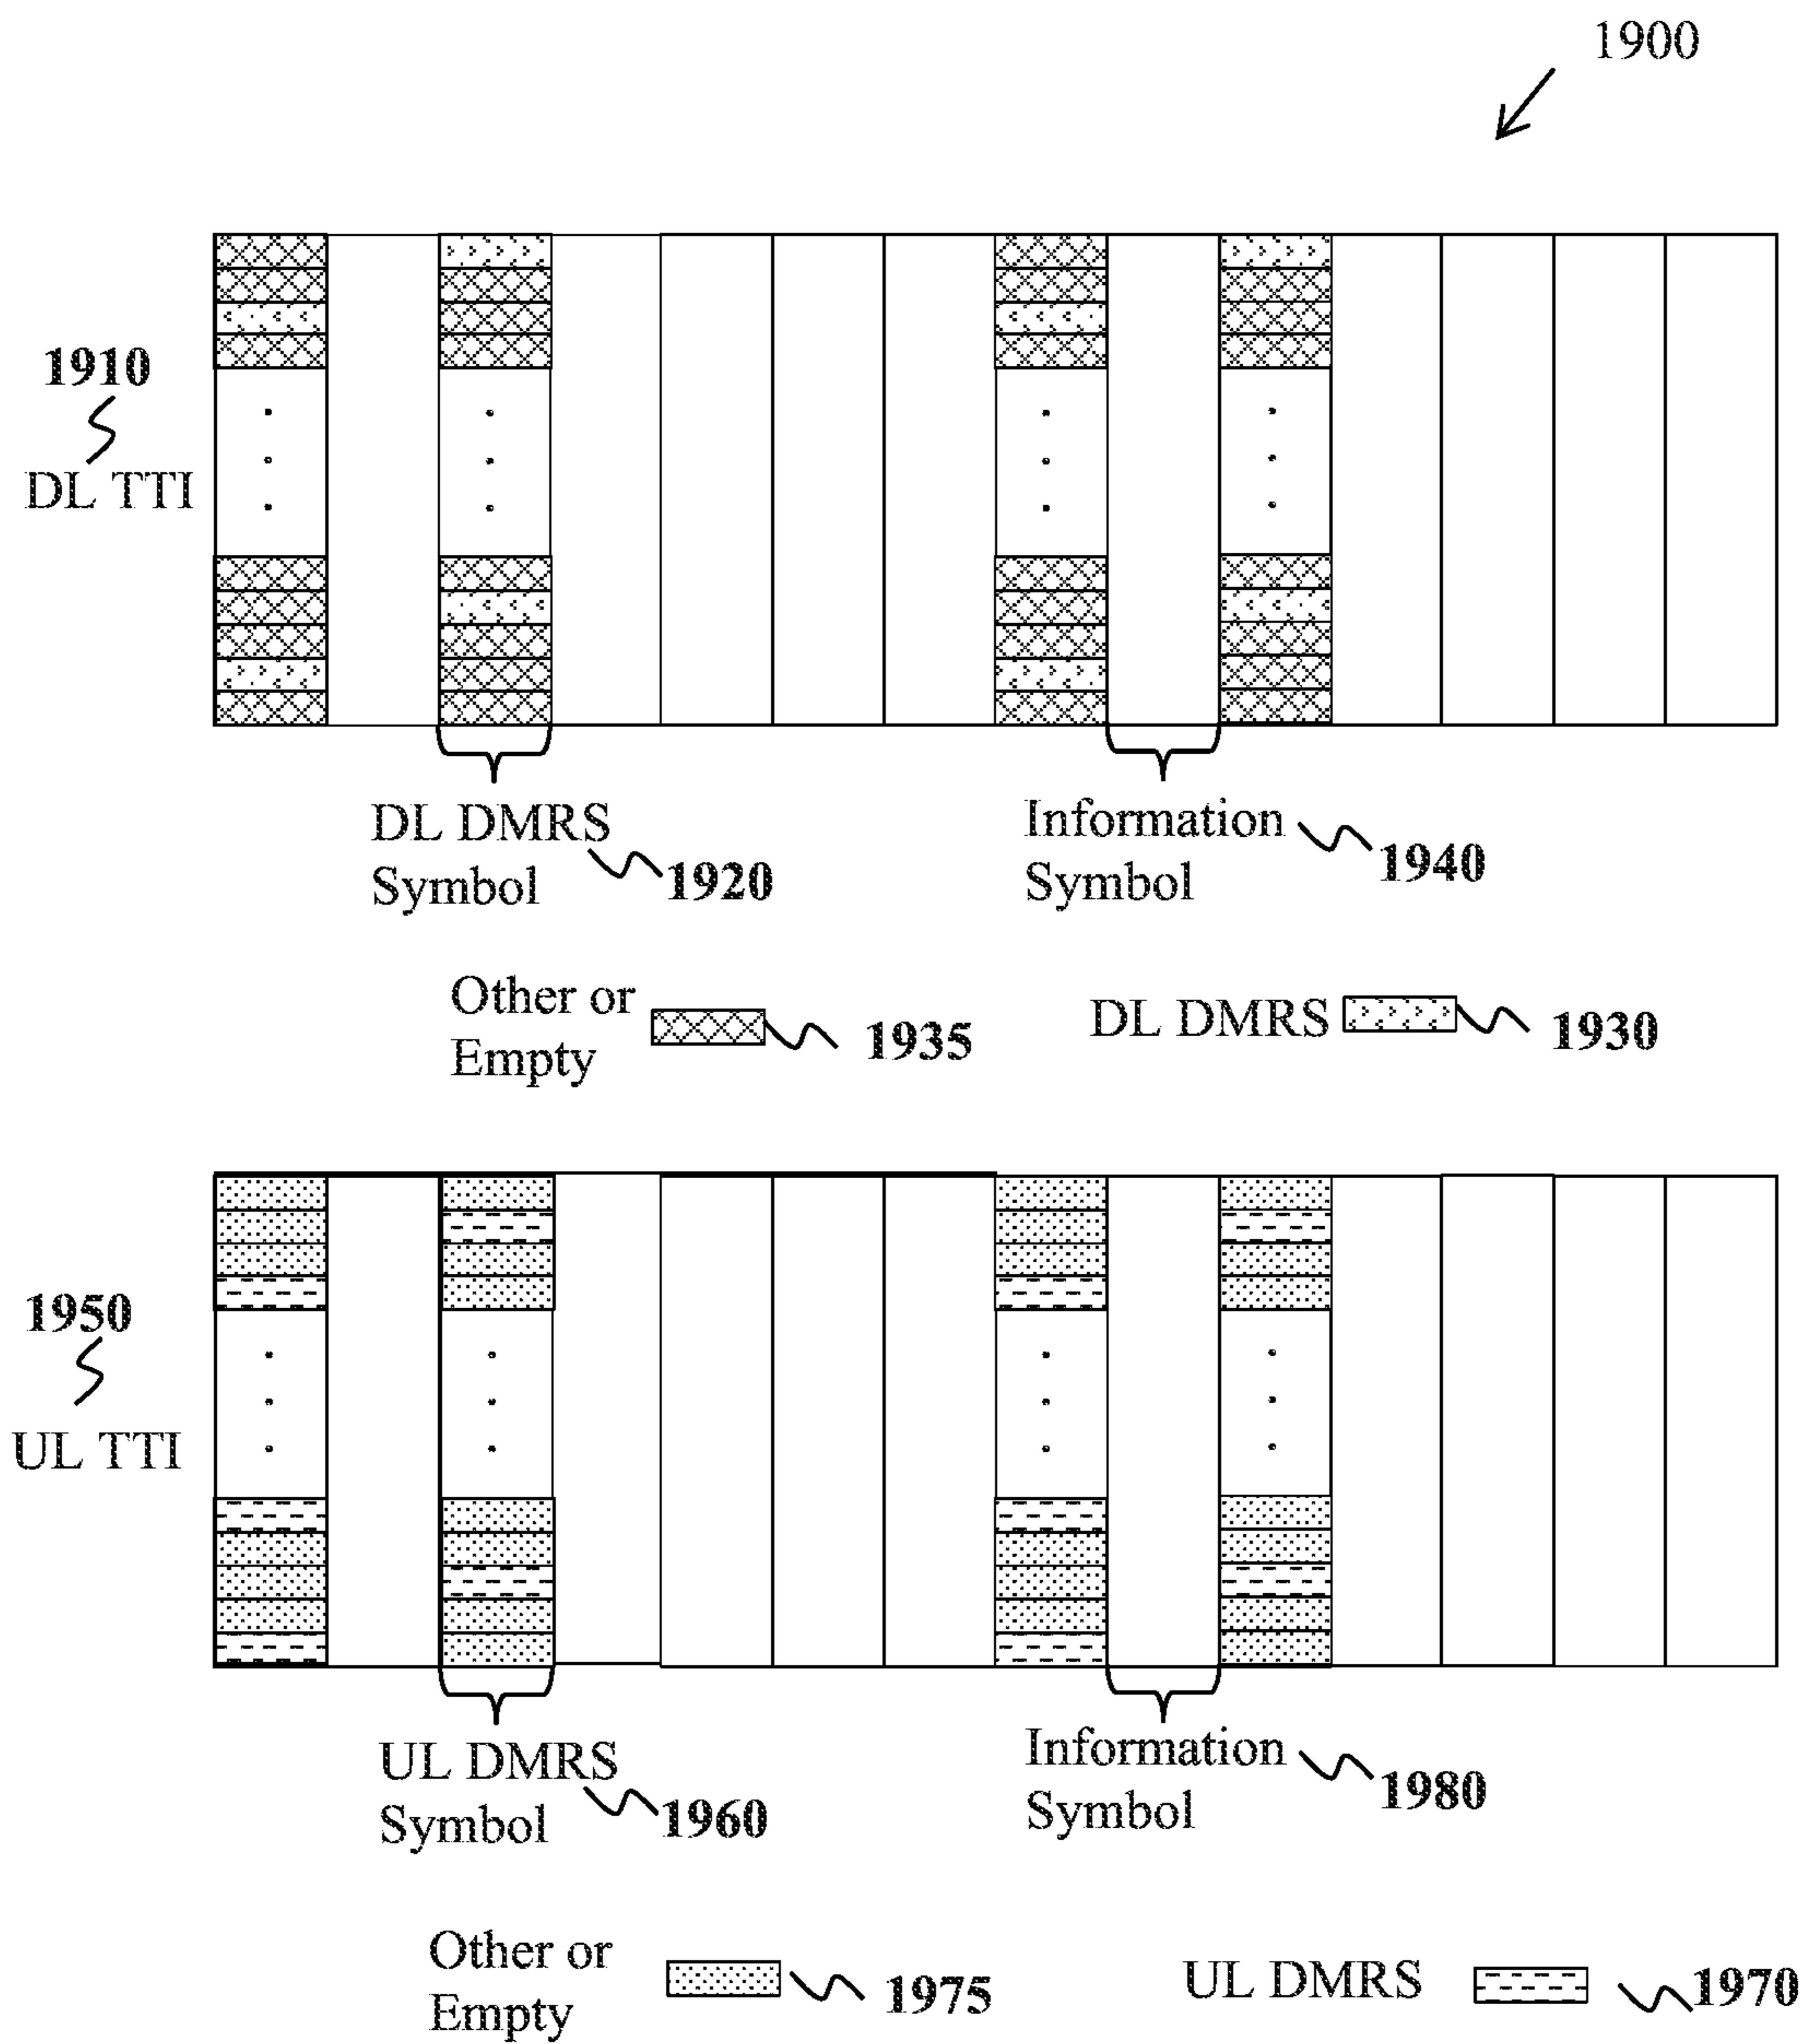 1900
1910
DL TTI
DL DMRS
Symbol
1920
Information
Symbol
1940
Other or
Empty
1935
DL DMRS
1930
1950
UL TTI
UL DMRS
Symbol
1960
Information
Symbol
1980
Other or
Empty
1975
UL DMRS
1970